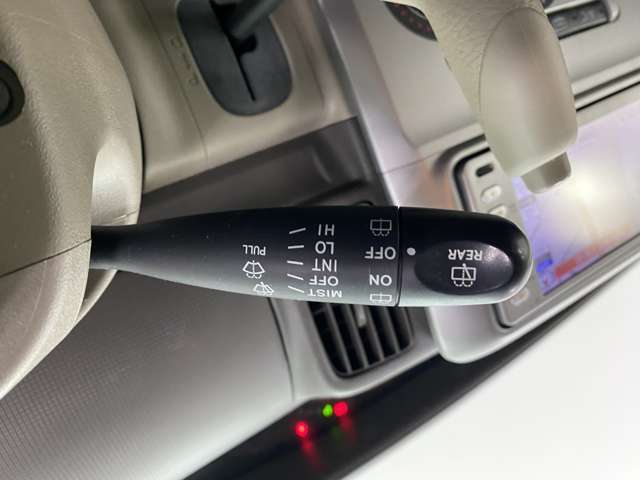 MIST
OFF
INT
LO
HI
PULL
ON
OFF
REAR